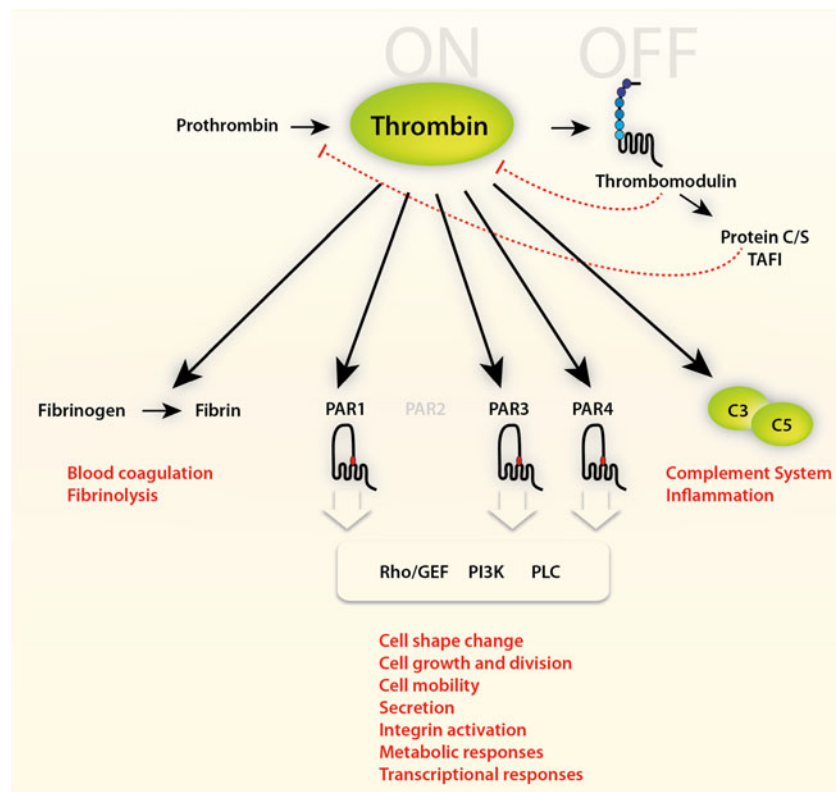 ON OFF
Prothrombin Thrombin
Thrombomodulin
Protein C/S
TAFI
Fibrinogen Fibrin PAR1 PAR2 PAR3 PAR4 C3
C5
Blood coagulation
Fibrinolysis
Complement System
Inflammation
Rho/GEF PI3K PLC
Cell shape change
Cell growth and division
Cell mobility
Secretion
Integrin activation
Metabolic responses
Transcriptional responses